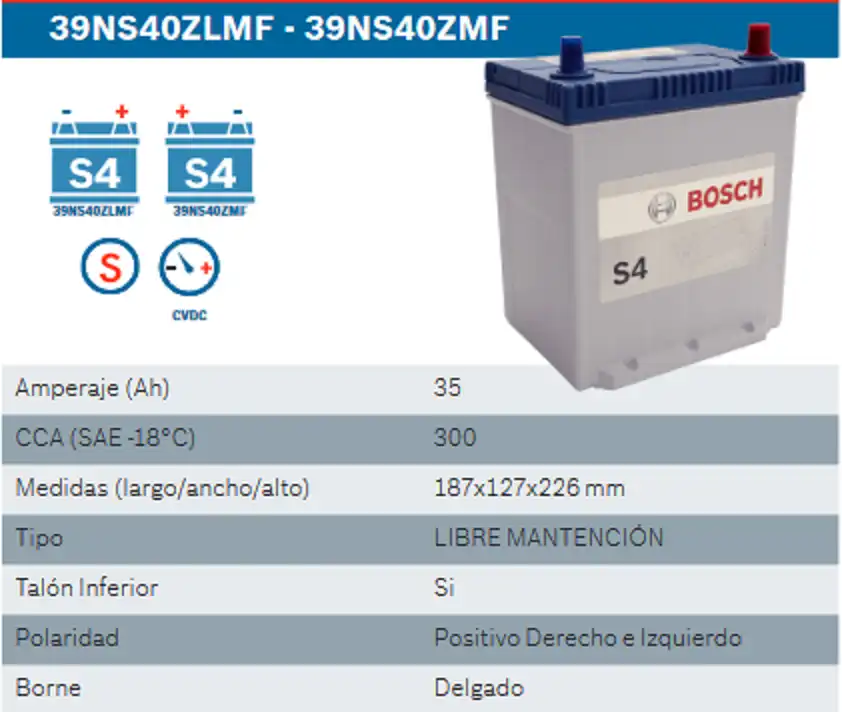 39NS40ZLMF - 39NS40ZMF
- +
+ -
S4
S4
39NS40ZLMF
39NS40ZMF
S
- +
CVDC
BOSCH
S4
Amperaje (Ah) 35
CCA (SAE -18°C) 300
Medidas (largo/ancho/alto) 187x127x226 mm
Tipo LIBRE MANTENCIÓN
Talón Inferior Si
Polaridad Positivo Derecho e Izquierdo
Borne Delgado